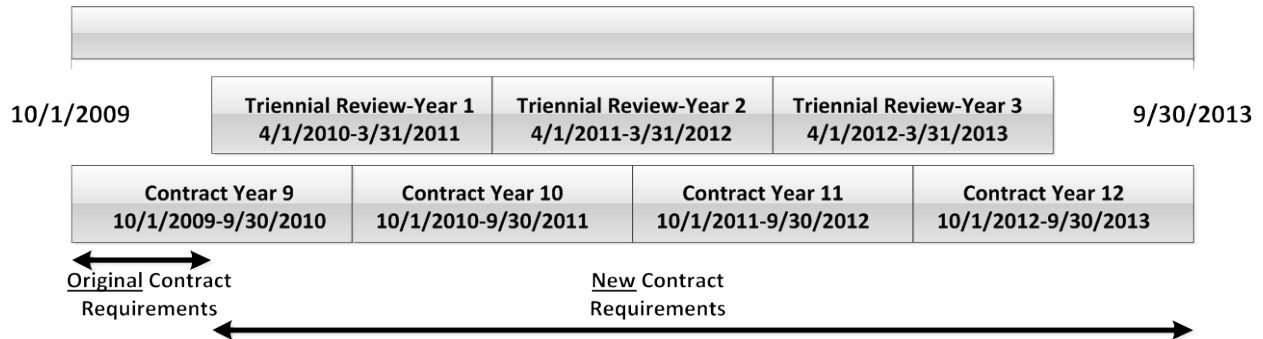 10/1/2009
Triennial Review-Year 1
4/1/2010-3/31/2011
Triennial Review-Year 2
4/1/2011-3/31/2012
Triennial Review-Year 3
4/1/2012-3/31/2013
9/30/2013
Contract Year 9
10/1/2009-9/30/2010
Contract Year 10
10/1/2010-9/30/2011
Contract Year 11
10/1/2011-9/30/2012
Contract Year 12
10/1/2012-9/30/2013
Original Contract
Requirements
New Contract
Requirements